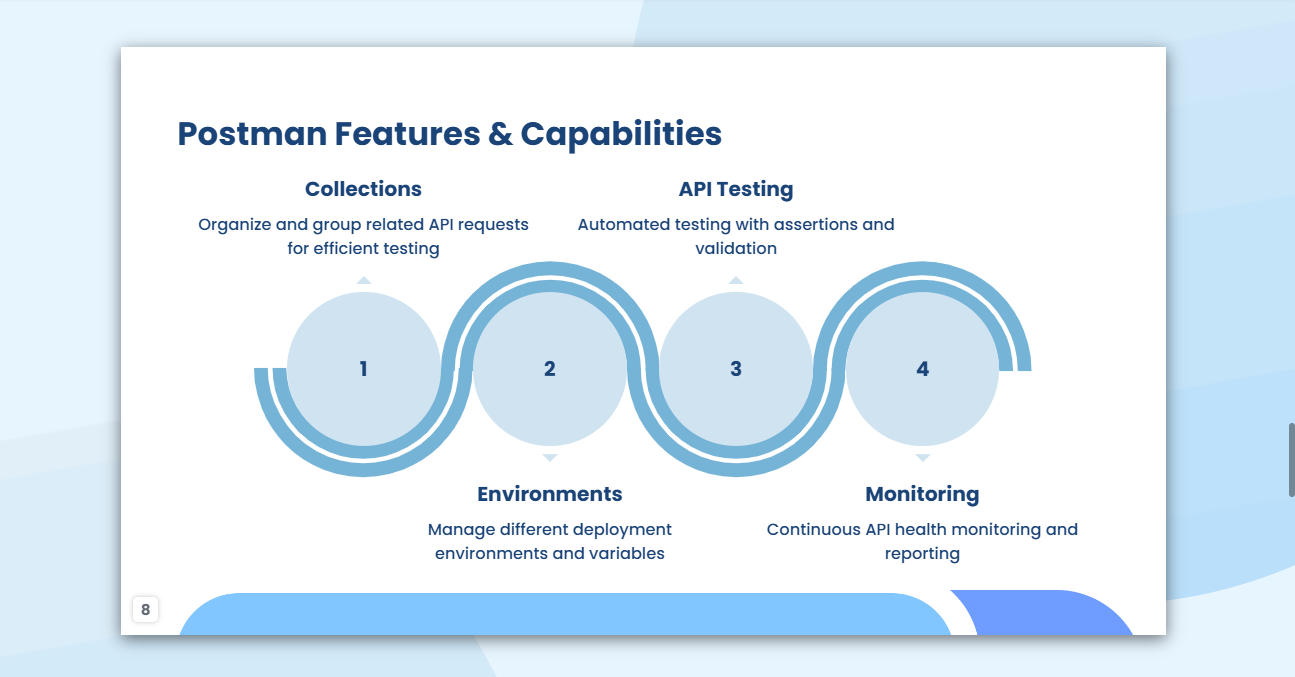 Postman Features & Capabilities
Collections
Organize and group related API requests
for efficient testing
API Testing
Automated testing with assertions and
validation
1
2
3
4
Environments
Manage different deployment
environments and variables
Monitoring
Continuous API health monitoring and
reporting
8